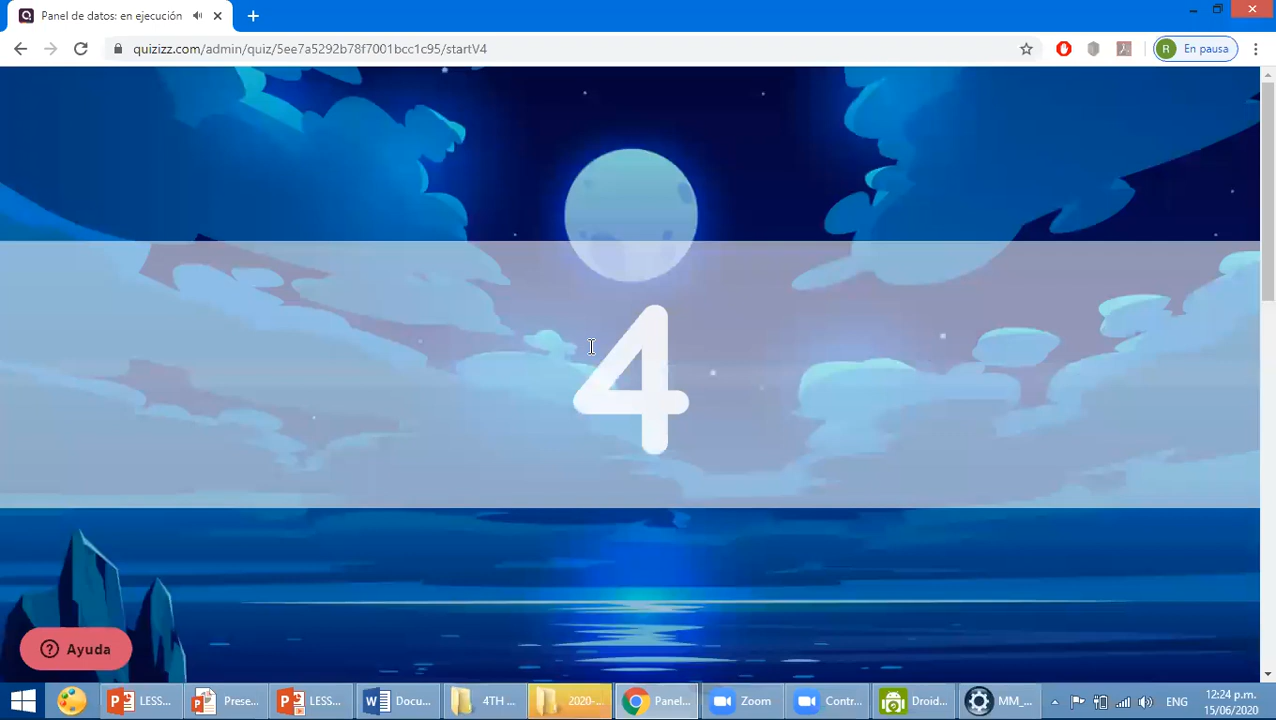 Panel de datos: en ejecución
quizizz.com/admin/quiz/5ee7a5292b78f7001bcc1c95/startV4
R En pausa
4
? Ayuda
LESS...
Prese...
LESS...
Docu...
4TH ...
2020-...
Panel...
Zoom
Contr...
Droid...
MM_...
ENG
12:24 p.m.
15/06/2020